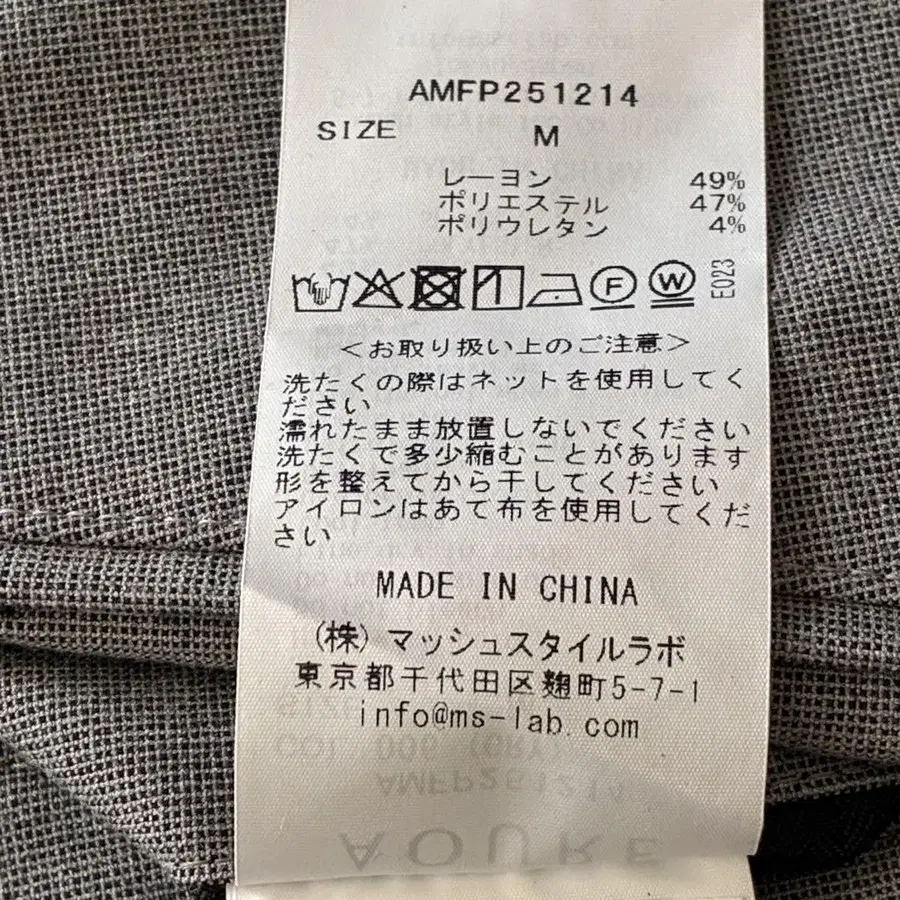 AMFP251214
SIZE M
レーヨン 49%
ポリエステル 47%
ポリウレタン 4%
F W E023
<お取り扱い上のご注意>
洗たくの際はネットを使用してく
ださい
濡れたまま放置しないでください
洗たくで多少縮むことがあります
形を整えてから干してください
アイロンはあて布を使用してくだ
さい
MADE IN CHINA
(株)マッシュスタイルラボ
東京都千代田区麹町5-7-1
info@ms-lab.com
COL 006 (GRY)
AMFP251214
AOURE